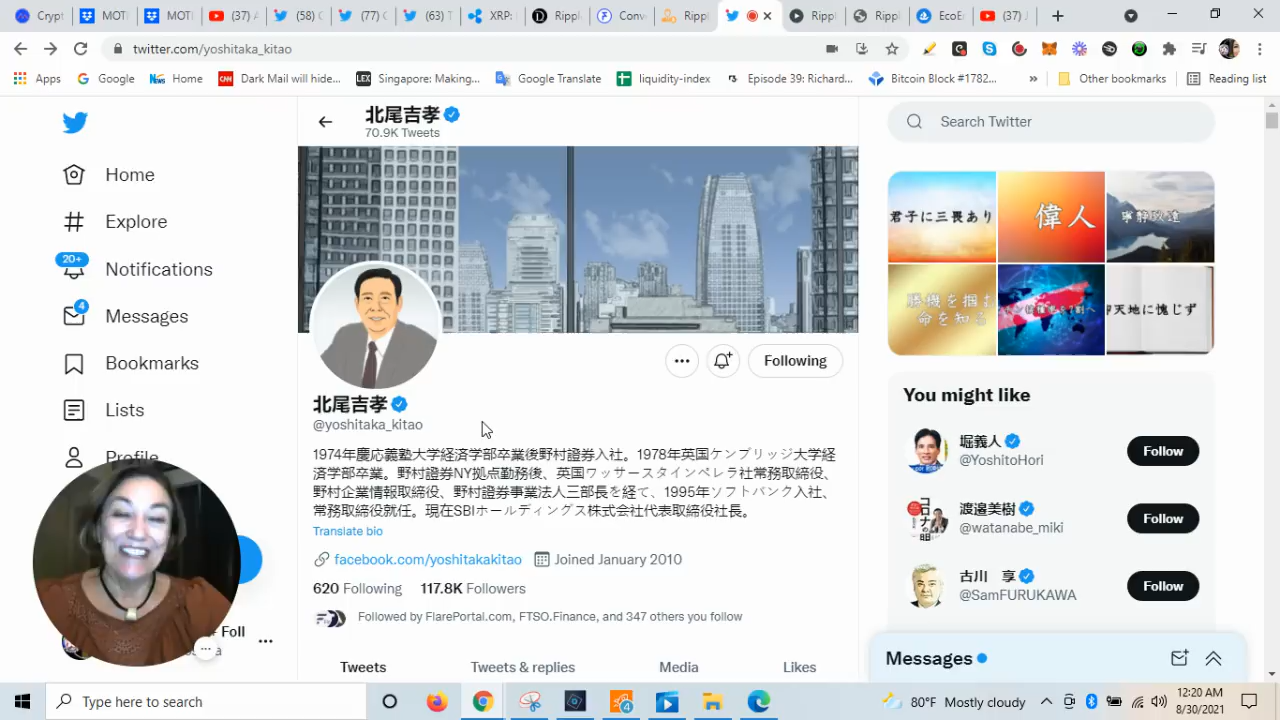 (37) A
MOTI
MOTI
(37) A
(58) C
(77) C
(63) T
XRP:
Rippl
Conv
Ripp
Rippl
Rippl
EcoE
(37) J
twitter.com/yoshitaka_kitao
Apps
Google
Home
Dark Mail will hide...
Singapore: Making...
Google Translate
liquidity-index
Episode 39: Richard...
Bitcoin Block #1782...
»
Other bookmarks
Reading list
北尾吉孝
70.9K Tweets
Search Twitter
Home
Explore
20+
Notifications
4
Messages
Bookmarks
Lists
Profile
君子に三畏あり
偉人
寧静致遠
天地に愧じず
Following
北尾吉孝
@yoshitaka_kitao
1974年慶応義塾大学経済学部卒業後野村證券入社。1978年英国ケンブリッジ大学経
済学部卒業。野村證券NY拠点勤務後、英国ワッサースタインペレラ社常務取締役、
野村企業情報取締役、野村證券事業法人三部長を経て、1995年ソフトバンク入社、
常務取締役就任。現在SBIホールディングス株式会社代表取締役社長。
Translate bio
facebook.com/yoshitakakitao Joined January 2010
620 Following 117.8K Followers
Followed by FlarePortal.com, FTSO.Finance, and 347 others you follow
Tweets Tweets & replies Media Likes
You might like
堀義人
@YoshitoHori
Follow
渡邉美樹
@watanabe_miki
Follow
古川 享
@SamFURUKAWA
Follow
Messages
Type here to search
80°F Mostly cloudy
12:20 AM
8/30/2021